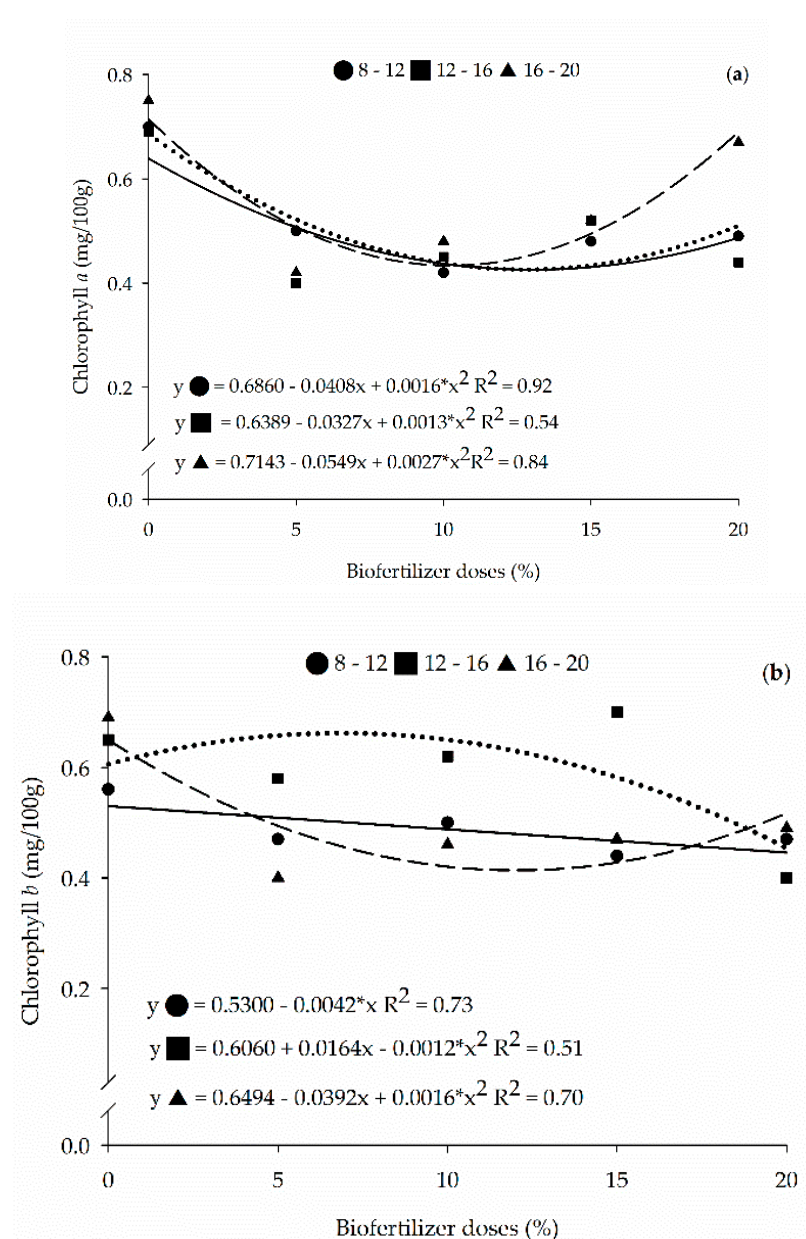 8 - 12 12 - 16 16 - 20 (a)
0.8
0.6
0.4
0.2
0.0
Chlorophyll a (mg/100g)
y = 0.6860 - 0.0408x + 0.0016*x² R² = 0.92
y = 0.6389 - 0.0327x + 0.0013*x² R² = 0.54
y = 0.7143 - 0.0549x + 0.0027*x² R² = 0.84
0 5 10 15 20
Biofertilizer doses (%)
8 - 12 12 - 16 16 - 20 (b)
0.8
0.6
0.4
0.2
0.0
Chlorophyll b (mg/100g)
y = 0.5300 - 0.0042*x R² = 0.73
y = 0.6060 + 0.0164x - 0.0012*x² R² = 0.51
y = 0.6494 - 0.0392x + 0.0016*x² R² = 0.70
0 5 10 15 20
Biofertilizer doses (%)